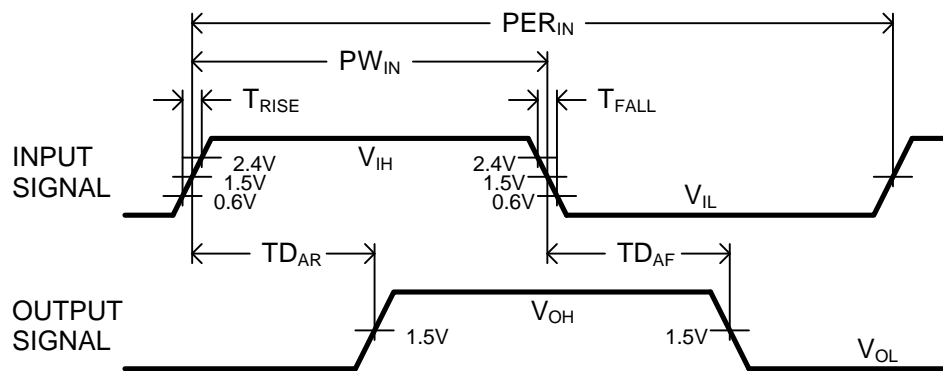 PER_IN
PW_IN
T_RISE
T_FALL
INPUT
SIGNAL
V_IH
2.4V
1.5V
0.6V
2.4V
1.5V
0.6V
V_IL
TD_AR
TD_AF
OUTPUT
SIGNAL
V_OH
1.5V
1.5V
V_OL